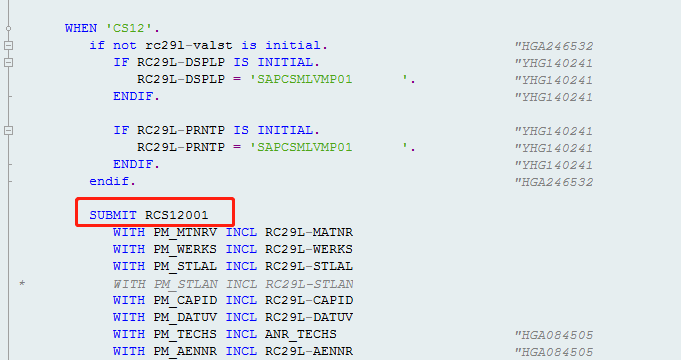 WHEN 'CS12'.
if not rc29l-valst is initial. "HGA246532
IF RC29L-DSPLP IS INITIAL. "YHG140241
RC29L-DSPLP = 'SAPCSMLVMP01      '. "YHG140241
ENDIF. "YHG140241
IF RC29L-PRNTP IS INITIAL. "YHG140241
RC29L-PRNTP = 'SAPCSMLVMP01      '. "YHG140241
ENDIF. "YHG140241
endif. "HGA246532
SUBMIT RCS12001
WITH PM_MTNRV INCL RC29L-MATNR
WITH PM_WERKS INCL RC29L-WERKS
WITH PM_STLAL INCL RC29L-STLAL
* WITH PM_STLAN INCL RC29L-STLAN
WITH PM_CAPID INCL RC29L-CAPID
WITH PM_DATUV INCL RC29L-DATUV
WITH PM_TECHS INCL ANR_TECHS "HGA084505
WITH PM_AENNR INCL RC29L-AENNR "HGA084505